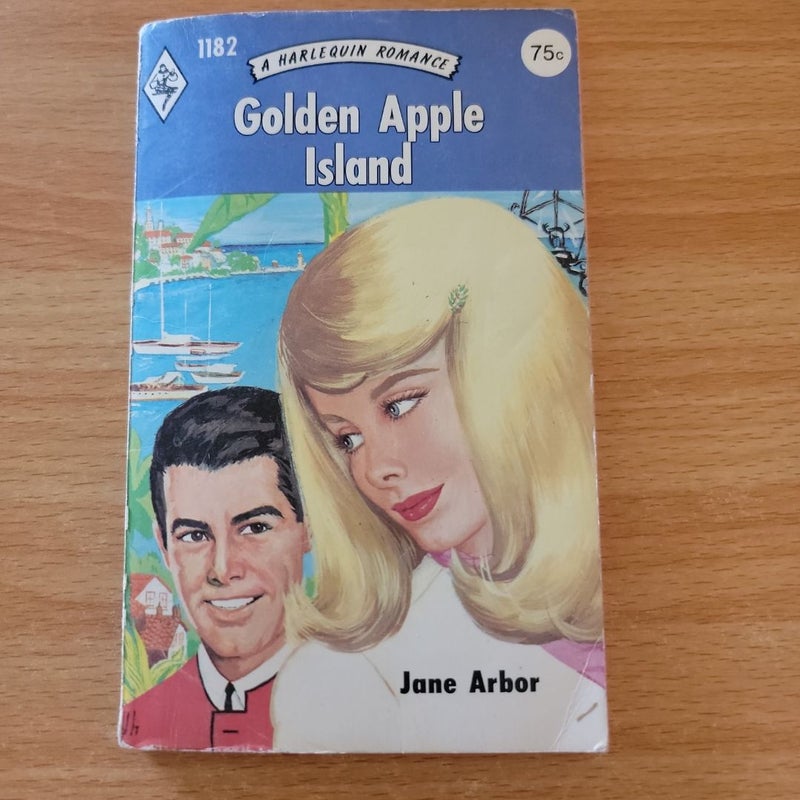 1182
A HARLEQUIN ROMANCE
75c
Golden Apple
Island
Jane Arbor